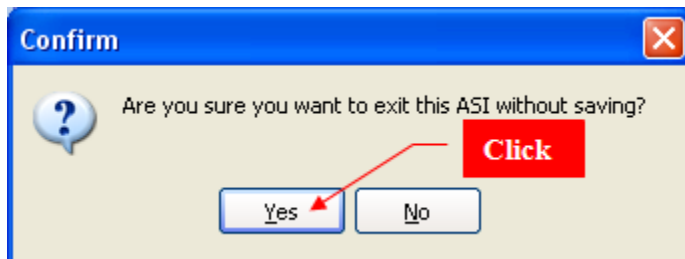 Confirm
Are you sure you want to exit this ASI without saving?
Click
Yes
No